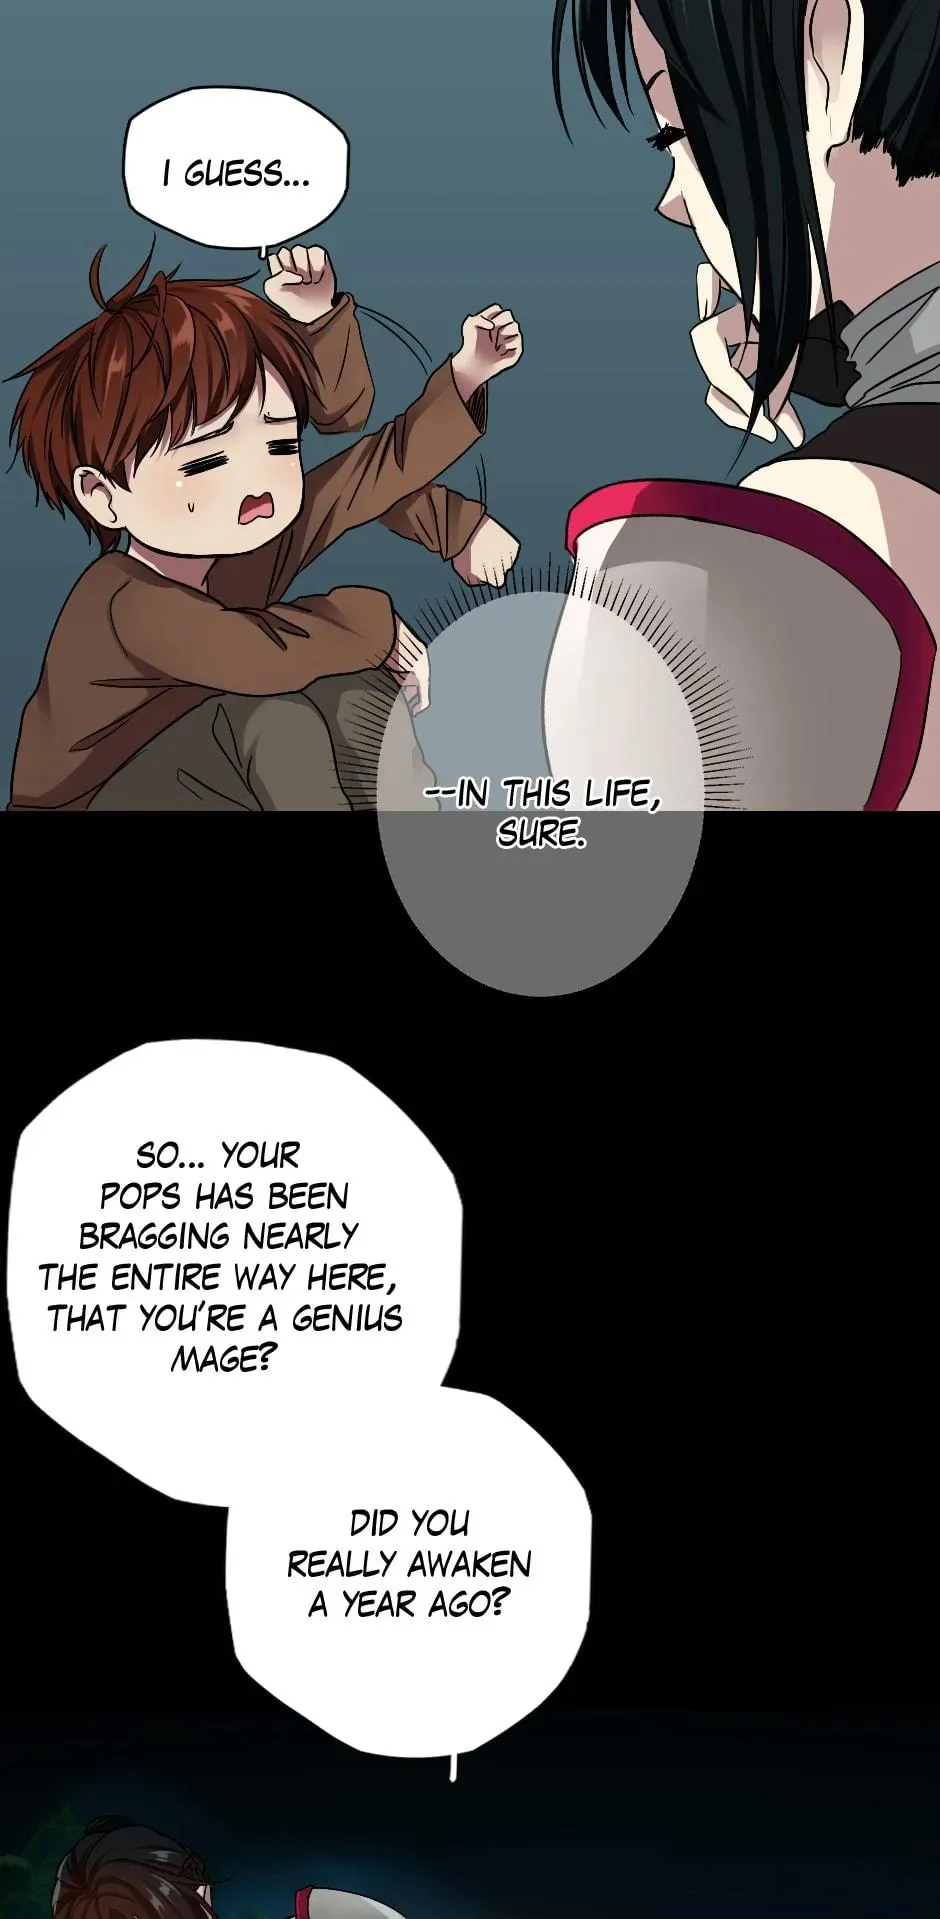 I GUESS...
--IN THIS LIFE,
SURE.
SO... YOUR
POPS HAS BEEN
BRAGGING NEARLY
THE ENTIRE WAY HERE,
THAT YOU'RE A GENIUS
MAGE?
DID YOU
REALLY AWAKEN
A YEAR AGO?